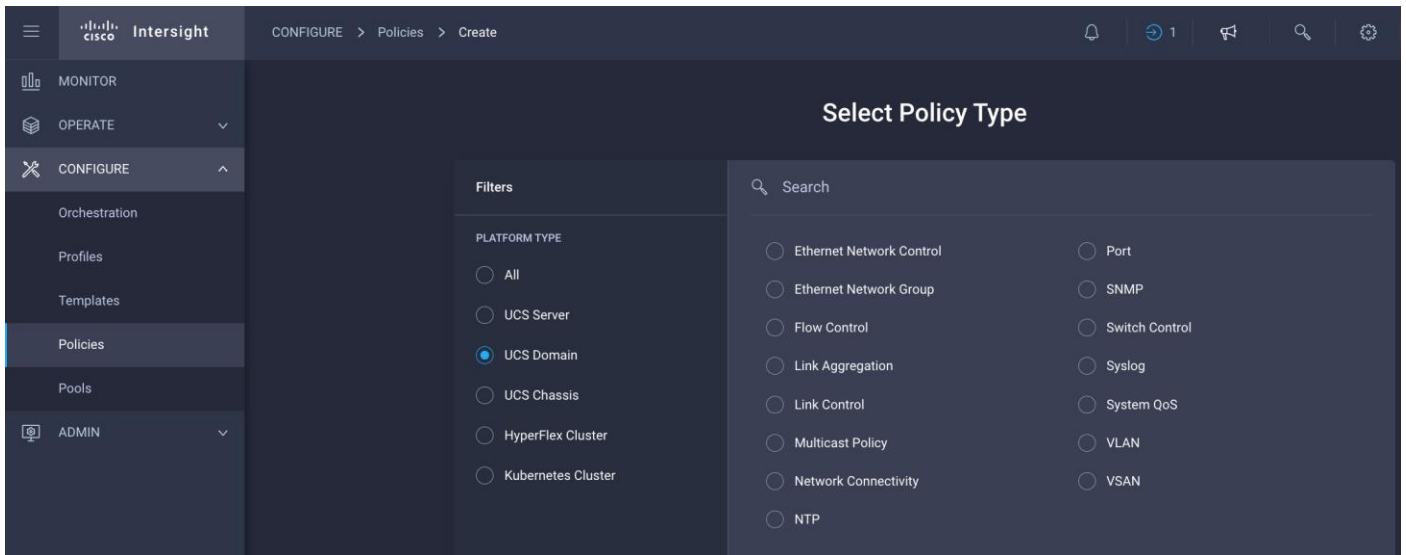 CISCO Intersight
CONFIGURE > Policies > Create
1
MONITOR
OPERATE
CONFIGURE
Orchestration
Profiles
Templates
Policies
Pools
ADMIN
Select Policy Type
Filters
PLATFORM TYPE
All
UCS Server
UCS Domain
UCS Chassis
HyperFlex Cluster
Kubernetes Cluster
Search
Ethernet Network Control
Ethernet Network Group
Flow Control
Link Aggregation
Link Control
Multicast Policy
Network Connectivity
NTP
Port
SNMP
Switch Control
Syslog
System QoS
VLAN
VSAN